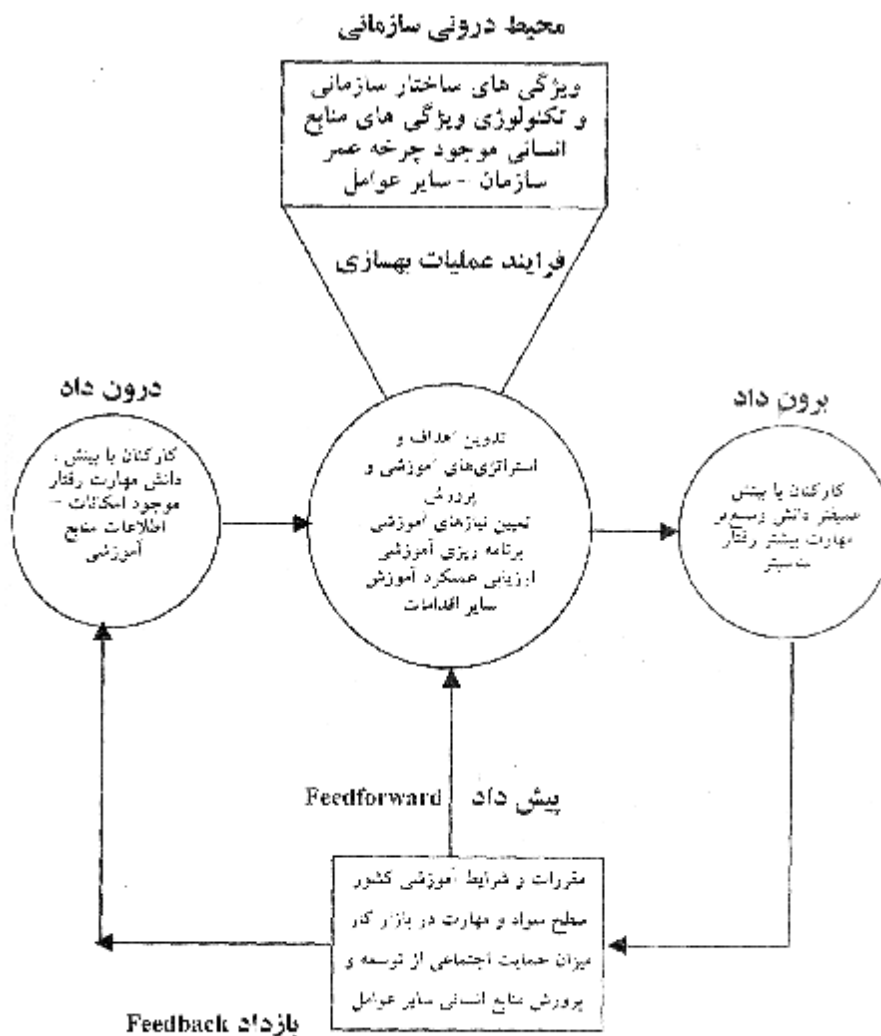 محیط درونی سازمانی
ویژگی های ساختار سازمانی
و تکنولوژی ویژگی های منابع
انسانی موجود چرخه عمر
سازمان – سایر عوامل
فرایند عملیات بهسازی
درون داد
کارکنان با بینش ،
دانش مهارت رفتار
موجود امکانات –
اطلاعات منابع
آموزشی
تدوین اهداف و
استراتژی‌های آموزشی و
پرورش
تعیین نیازهای آموزشی
برنامه ریزی آموزشی
ارزیابی عملکرد آموزش
سایر اقدامات
برون داد
کارکنان با بینش
عمیقتر دانش وسیع‌تر
مهارت بیشتر رفتار
Feedforward پیش داد
مقررات و شرایط آموزشی کشور
سطح سواد و مهارت در بازار کار
میزان حمایت اجتماعی از توسعه و
پرورش منابع انسانی سایر عوامل
بازداد Feedback